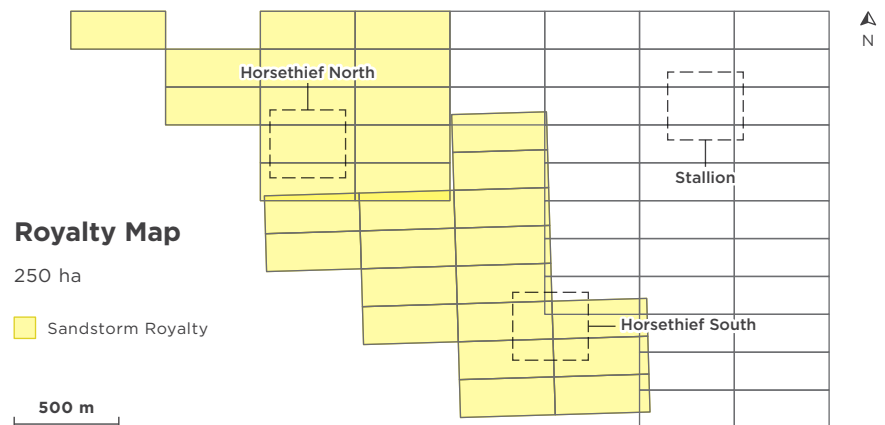 N
Horsethief North
Stallion
Royalty Map
250 ha
Sandstorm Royalty
Horsethief South
500 m